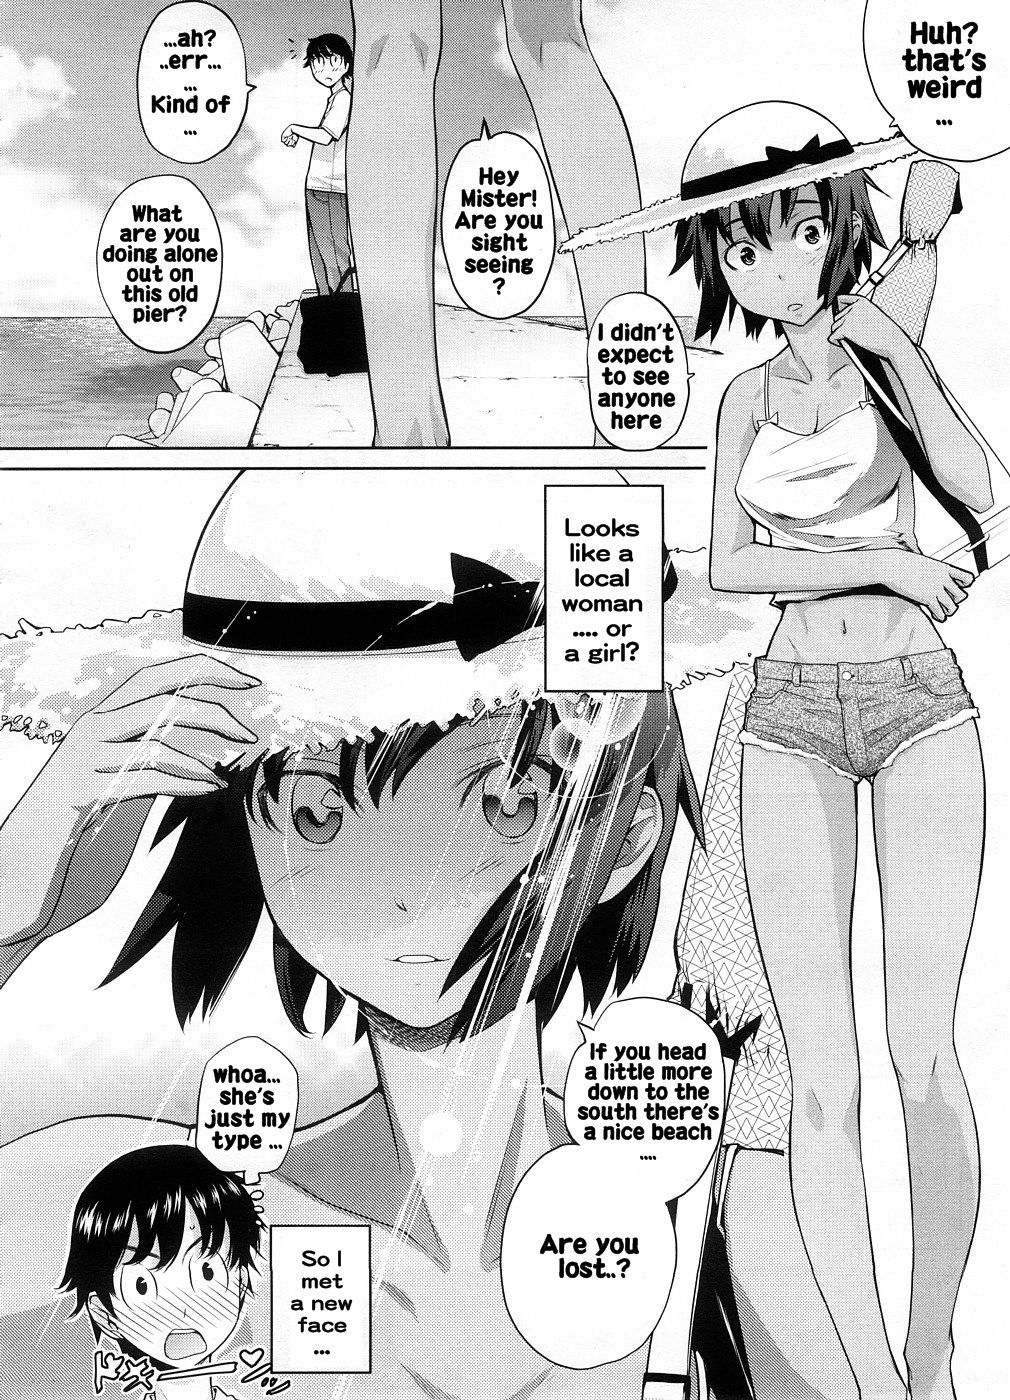 Huh?
that's
weird
...
Hey
Mister!
Are you
sight
seeing
?
I didn't
expect
to see
anyone
here
...ah?
..err...
...
Kind of
...
What
are you
doing alone
out on
this old
pier?
Looks
like a
local
woman
.... or
a girl?
If you head
a little more
down to the
south there's
a nice beach
....
Are you
lost..?
whoa...
she's
just my
type ...
So I
met
a new
face
...